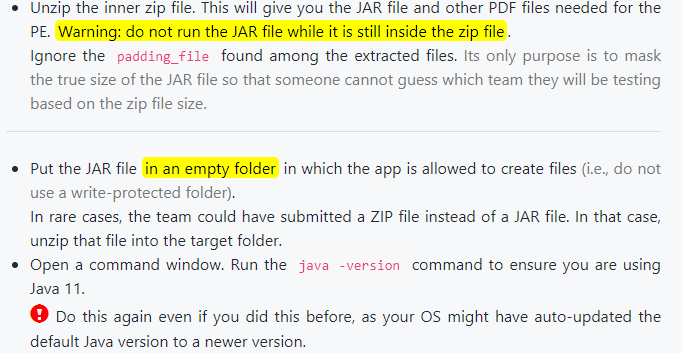 Unzip the inner zip file. This will give you the JAR file and other PDF files needed for the
PE. Warning: do not run the JAR file while it is still inside the zip file.
Ignore the padding_file found among the extracted files. Its only purpose is to mask
the true size of the JAR file so that someone cannot guess which team they will be testing
based on the zip file size.
Put the JAR file in an empty folder in which the app is allowed to create files (i.e., do not
use a write-protected folder).
In rare cases, the team could have submitted a ZIP file instead of a JAR file. In that case,
unzip that file into the target folder.
Open a command window. Run the java -version command to ensure you are using
Java 11.
Do this again even if you did this before, as your OS might have auto-updated the
default Java version to a newer version.